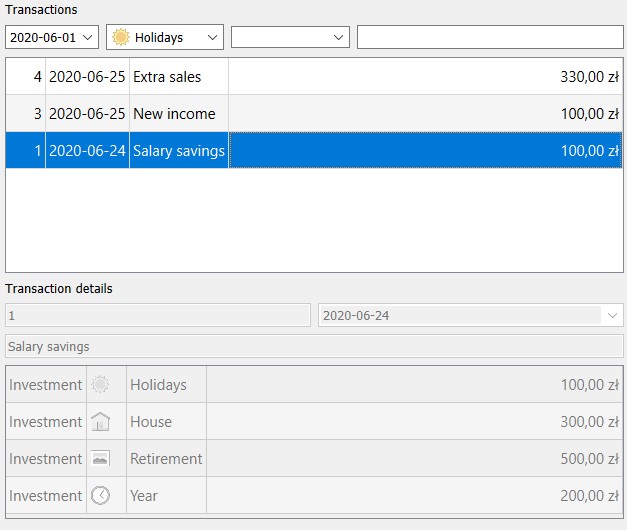 Transactions
2020-06-01 Holidays
4 2020-06-25 Extra sales 330,00 zł
3 2020-06-25 New income 100,00 zł
1 2020-06-24 Salary savings 100,00 zł
Transaction details
1 2020-06-24
Salary savings
Investment Holidays 100,00 zł
Investment House 300,00 zł
Investment Retirement 500,00 zł
Investment Year 200,00 zł